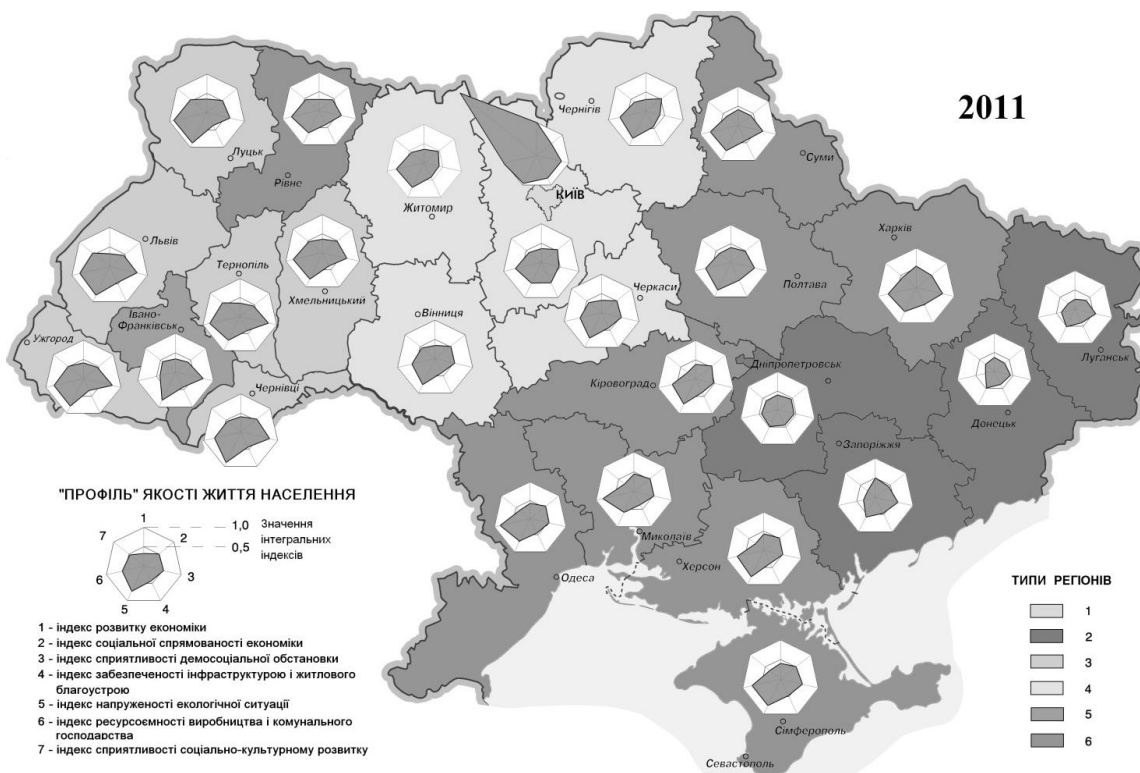 2011
Чернігів
Луцьк
Рівне
Суми
КИЇВ
Житомир
Львів
Харків
Тернопіль
Хмельницький
Черкаси
Полтава
Івано-
Франківськ
Вінниця
Ужгород
Луганськ
Чернівці
Кіровоград
Дніпропетровськ
Донецьк
Запоріжжя
Миколаїв
Херсон
Одеса
Сімферополь
Севастополь
"ПРОФІЛЬ" ЯКОСТІ ЖИТТЯ НАСЕЛЕННЯ
1
2
3
4
5
6
7
1,0
0,5
Значення
інтегральних
індексів
1 - індекс розвитку економіки
2 - індекс соціальної спрямованості економіки
3 - індекс сприятливості демосоціальної обстановки
4 - індекс забезпеченості інфраструктурою і житлового
благоустрою
5 - індекс напруженості екологічної ситуації
6 - індекс ресурсоємності виробництва і комунального
господарства
7 - індекс сприятливості соціально-культурному розвитку
ТИПИ РЕГІОНІВ
1
2
3
4
5
6